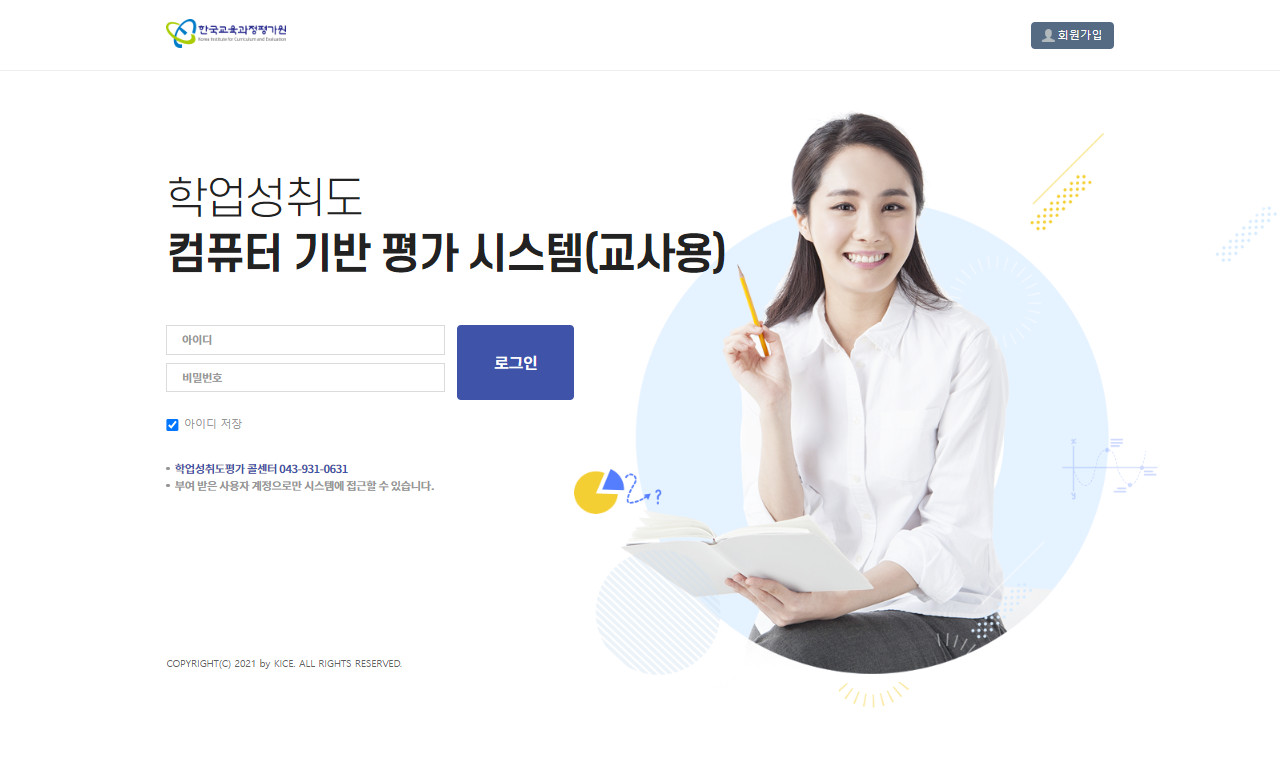 한국교육과정평가원
Korea Institute for Curriculum and Evaluation
회원가입
학업성취도
컴퓨터 기반 평가 시스템(교사용)
아이디
비밀번호
로그인
아이디 저장
학업성취도평가 콜센터 043-931-0631
부여 받은 사용자 계정으로만 시스템에 접근할 수 있습니다.
?
x
y
COPYRIGHT(C) 2021 by KICE. ALL RIGHTS RESERVED.